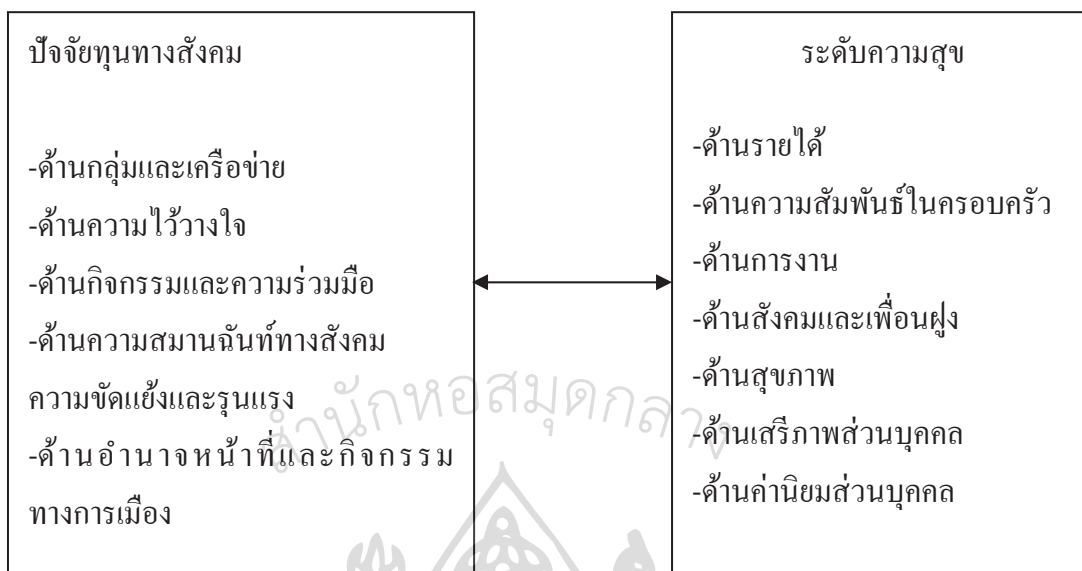 ปัจจัยทุนทางสังคม
-ด้านกลุ่มและเครือข่าย
-ด้านความไว้วางใจ
-ด้านกิจกรรมและความร่วมมือ
-ด้านความสมานฉันท์ทางสังคม
ความขัดแย้งและรุนแรง
-ด้านอำนาจหน้าที่และกิจกรรม
ทางการเมือง
ระดับความสุข
-ด้านรายได้
-ด้านความสัมพันธ์ในครอบครัว
-ด้านการงาน
-ด้านสังคมและเพื่อนฝูง
-ด้านสุขภาพ
-ด้านเสรีภาพส่วนบุคคล
-ด้านค่านิยมส่วนบุคคล
สำนักหอสมุดกลาง